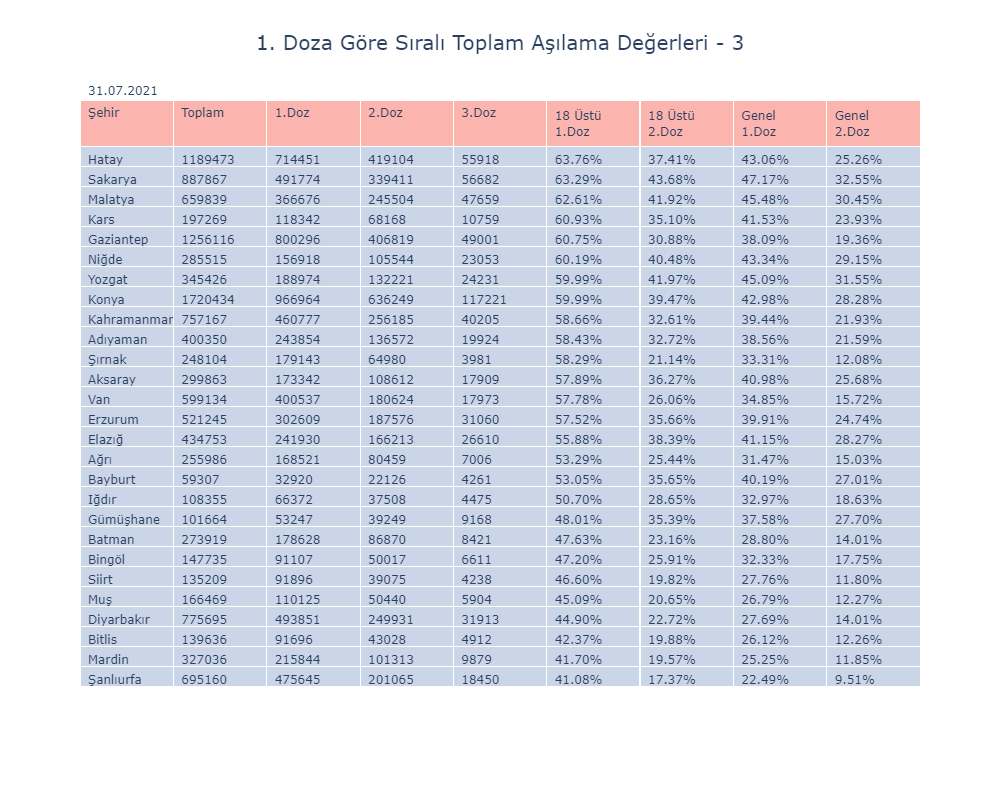 1. Doza Göre Sıralı Toplam Aşılama Değerleri - 3
31.07.2021
Şehir Toplam 1.Doz 2.Doz 3.Doz 18 Üstü 1.Doz 18 Üstü 2.Doz Genel 1.Doz Genel 2.Doz
Hatay 1189473 714451 419104 55918 63.76% 37.41% 43.06% 25.26%
Sakarya 887867 491774 339411 56682 63.29% 43.68% 47.17% 32.55%
Malatya 659839 366676 245504 47659 62.61% 41.92% 45.48% 30.45%
Kars 197269 118342 68168 10759 60.93% 35.10% 41.53% 23.93%
Gaziantep 1256116 800296 406819 49001 60.75% 30.88% 38.09% 19.36%
Niğde 285515 156918 105544 23053 60.19% 40.48% 43.34% 29.15%
Yozgat 345426 188974 132221 24231 59.99% 41.97% 45.09% 31.55%
Konya 1720434 966964 636249 117221 59.99% 39.47% 42.98% 28.28%
Kahramanmar 757167 460777 256185 40205 58.66% 32.61% 39.44% 21.93%
Adıyaman 400350 243854 136572 19924 58.43% 32.72% 38.56% 21.59%
Şırnak 248104 179143 64980 3981 58.29% 21.14% 33.31% 12.08%
Aksaray 299863 173342 108612 17909 57.89% 36.27% 40.98% 25.68%
Van 599134 400537 180624 17973 57.78% 26.06% 34.85% 15.72%
Erzurum 521245 302609 187576 31060 57.52% 35.66% 39.91% 24.74%
Elazığ 434753 241930 166213 26610 55.88% 38.39% 41.15% 28.27%
Ağrı 255986 168521 80459 7006 53.29% 25.44% 31.47% 15.03%
Bayburt 59307 32920 22126 4261 53.05% 35.65% 40.19% 27.01%
Iğdır 108355 66372 37508 4475 50.70% 28.65% 32.97% 18.63%
Gümüşhane 101664 53247 39249 9168 48.01% 35.39% 37.58% 27.70%
Batman 273919 178628 86870 8421 47.63% 23.16% 28.80% 14.01%
Bingöl 147735 91107 50017 6611 47.20% 25.91% 32.33% 17.75%
Siirt 135209 91896 39075 4238 46.60% 19.82% 27.76% 11.80%
Muş 166469 110125 50440 5904 45.09% 20.65% 26.79% 12.27%
Diyarbakır 775695 493851 249931 31913 44.90% 22.72% 27.69% 14.01%
Bitlis 139636 91696 43028 4912 42.37% 19.88% 26.12% 12.26%
Mardin 327036 215844 101313 9879 41.70% 19.57% 25.25% 11.85%
Şanlıurfa 695160 475645 201065 18450 41.08% 17.37% 22.49% 9.51%